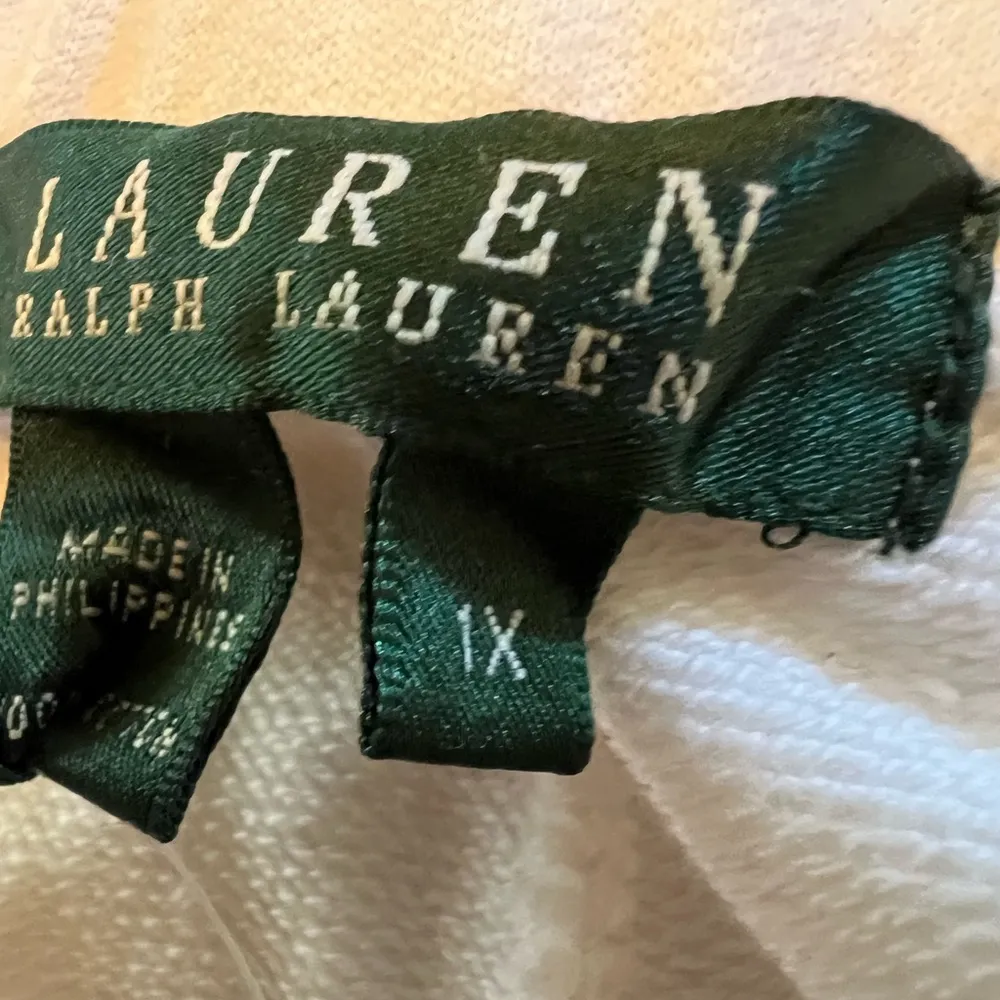 LAUREN
RALPH LAUREN
MADE IN
PHILIPPINES
1X